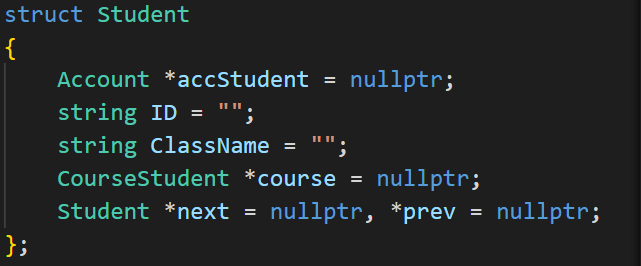 struct Student
{
    Account *accStudent = nullptr;
    string ID = "";
    string ClassName = "";
    CourseStudent *course = nullptr;
    Student *next = nullptr, *prev = nullptr;
};